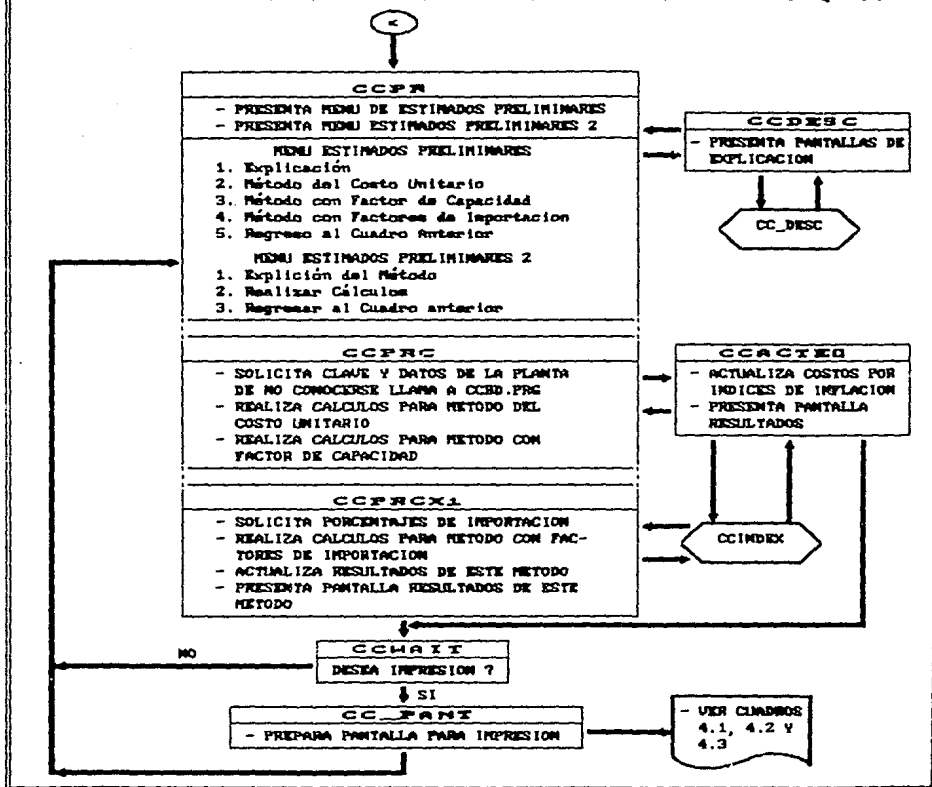 <
CCPR
- PRESENTA MENU DE ESTIMADOS PRELIMINARES
- PRESENTA MENU ESTIMADOS PRELIMINARES 2
MENU ESTIMADOS PRELIMINARES
1. Explicación
2. Método del Costo Unitario
3. Método con Factor de Capacidad
4. Método con Factores de Importacion
5. Regreso al Cuadro Anterior
MENU ESTIMADOS PRELIMINARES 2
1. Explición del Método
2. Realizar Cálculos
3. Regresar al Cuadro anterior
CCDESC
- PRESENTA PANTALLAS DE
EXPLICACION
CC_DESC
CCPRC
- SOLICITA CLAVE Y DATOS DE LA PLANTA
DE NO CONOCERSE LLAMA A CCBD.PRG
- REALIZA CALCULOS PARA METODO DEL
COSTO UNITARIO
- REALIZA CALCULOS PARA METODO CON
FACTOR DE CAPACIDAD
CCACTEQ
- ACTUALIZA COSTOS POR
INDICES DE INFLACION
- PRESENTA PANTALLA
RESULTADOS
CCPRCX1
- SOLICITA PORCENTAJES DE IMPORTACION
- REALIZA CALCULOS PARA METODO CON FAC-
TORES DE IMPORTACION
- ACTUALIZA RESULTADOS DE ESTE METODO
- PRESENTA PANTALLA RESULTADOS DE ESTE
METODO
CCINDEX
CCWAIT
DESEA IMPRESION ?
NO
SI
CC_PANT
- PREPARA PANTALLA PARA IMPRESION
- VER CUADROS
4.1, 4.2 Y
4.3